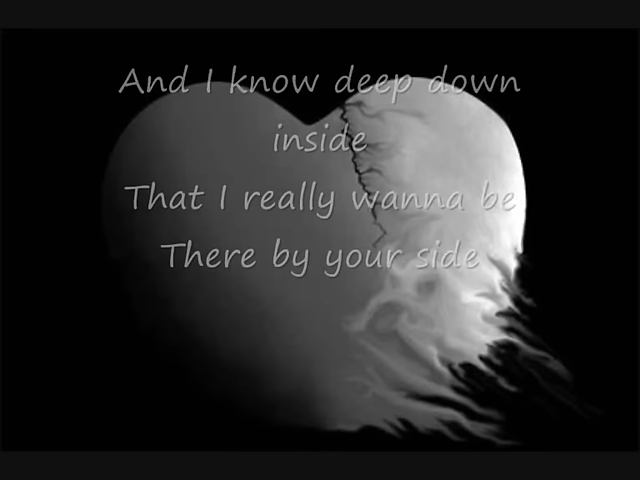 And I know deep down
inside
That I really wanna be
There by your side